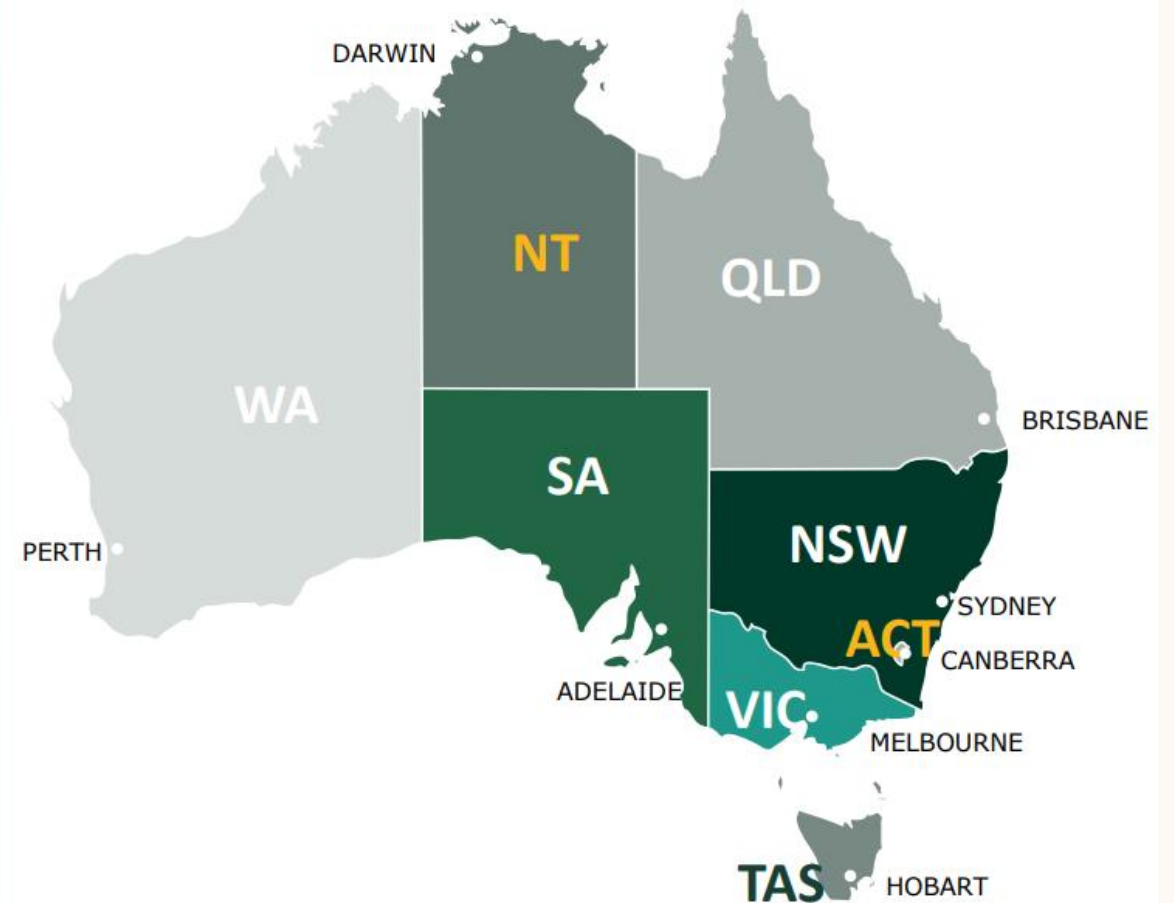 DARWIN
NT
QLD
WA
BRISBANE
SA
NSW
PERTH
SYDNEY
ACT
CANBERRA
ADELAIDE
VIC
MELBOURNE
TAS
HOBART